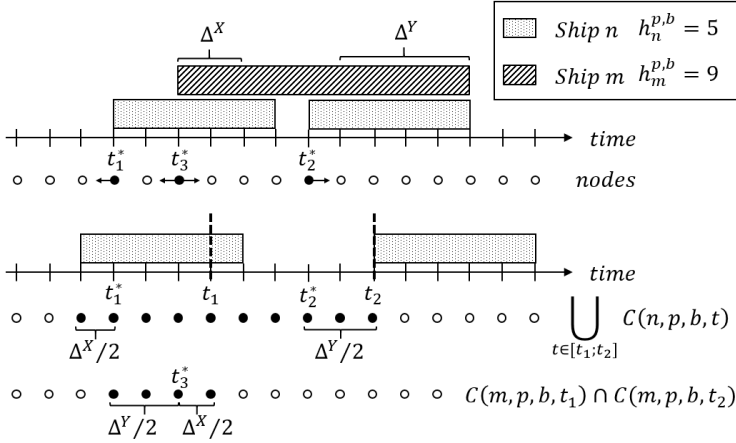 Δ^X Δ^Y
Ship n h_n^{p,b} = 5
Ship m h_m^{p,b} = 9
time
t_1^* t_3^* t_2^*
nodes
time
t_1^* t_1 t_2^* t_2
Δ^X/2 Δ^Y/2
⋃_{t∈[t_1;t_2]} C(n, p, b, t)
t_3^*
C(m, p, b, t_1) ∩ C(m, p, b, t_2)
Δ^Y/2 Δ^X/2